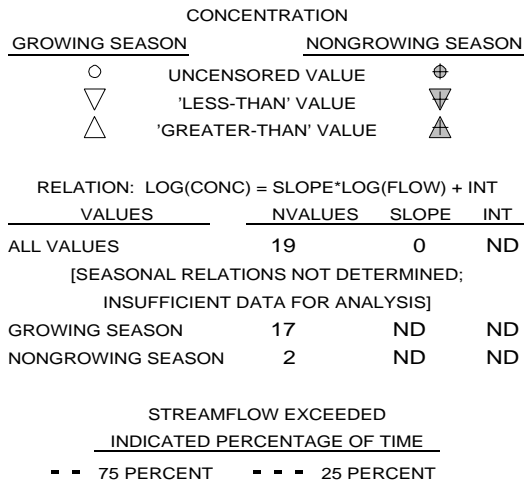 CONCENTRATION
GROWING SEASON NONGROWING SEASON
UNCENSORED VALUE
'LESS-THAN' VALUE
'GREATER-THAN' VALUE
RELATION: LOG(CONC) = SLOPE*LOG(FLOW) + INT
VALUES NVALUES SLOPE INT
ALL VALUES 19 0 ND
[SEASONAL RELATIONS NOT DETERMINED;
INSUFFICIENT DATA FOR ANALYSIS]
GROWING SEASON 17 ND ND
NONGROWING SEASON 2 ND ND
STREAMFLOW EXCEEDED
INDICATED PERCENTAGE OF TIME
75 PERCENT 25 PERCENT